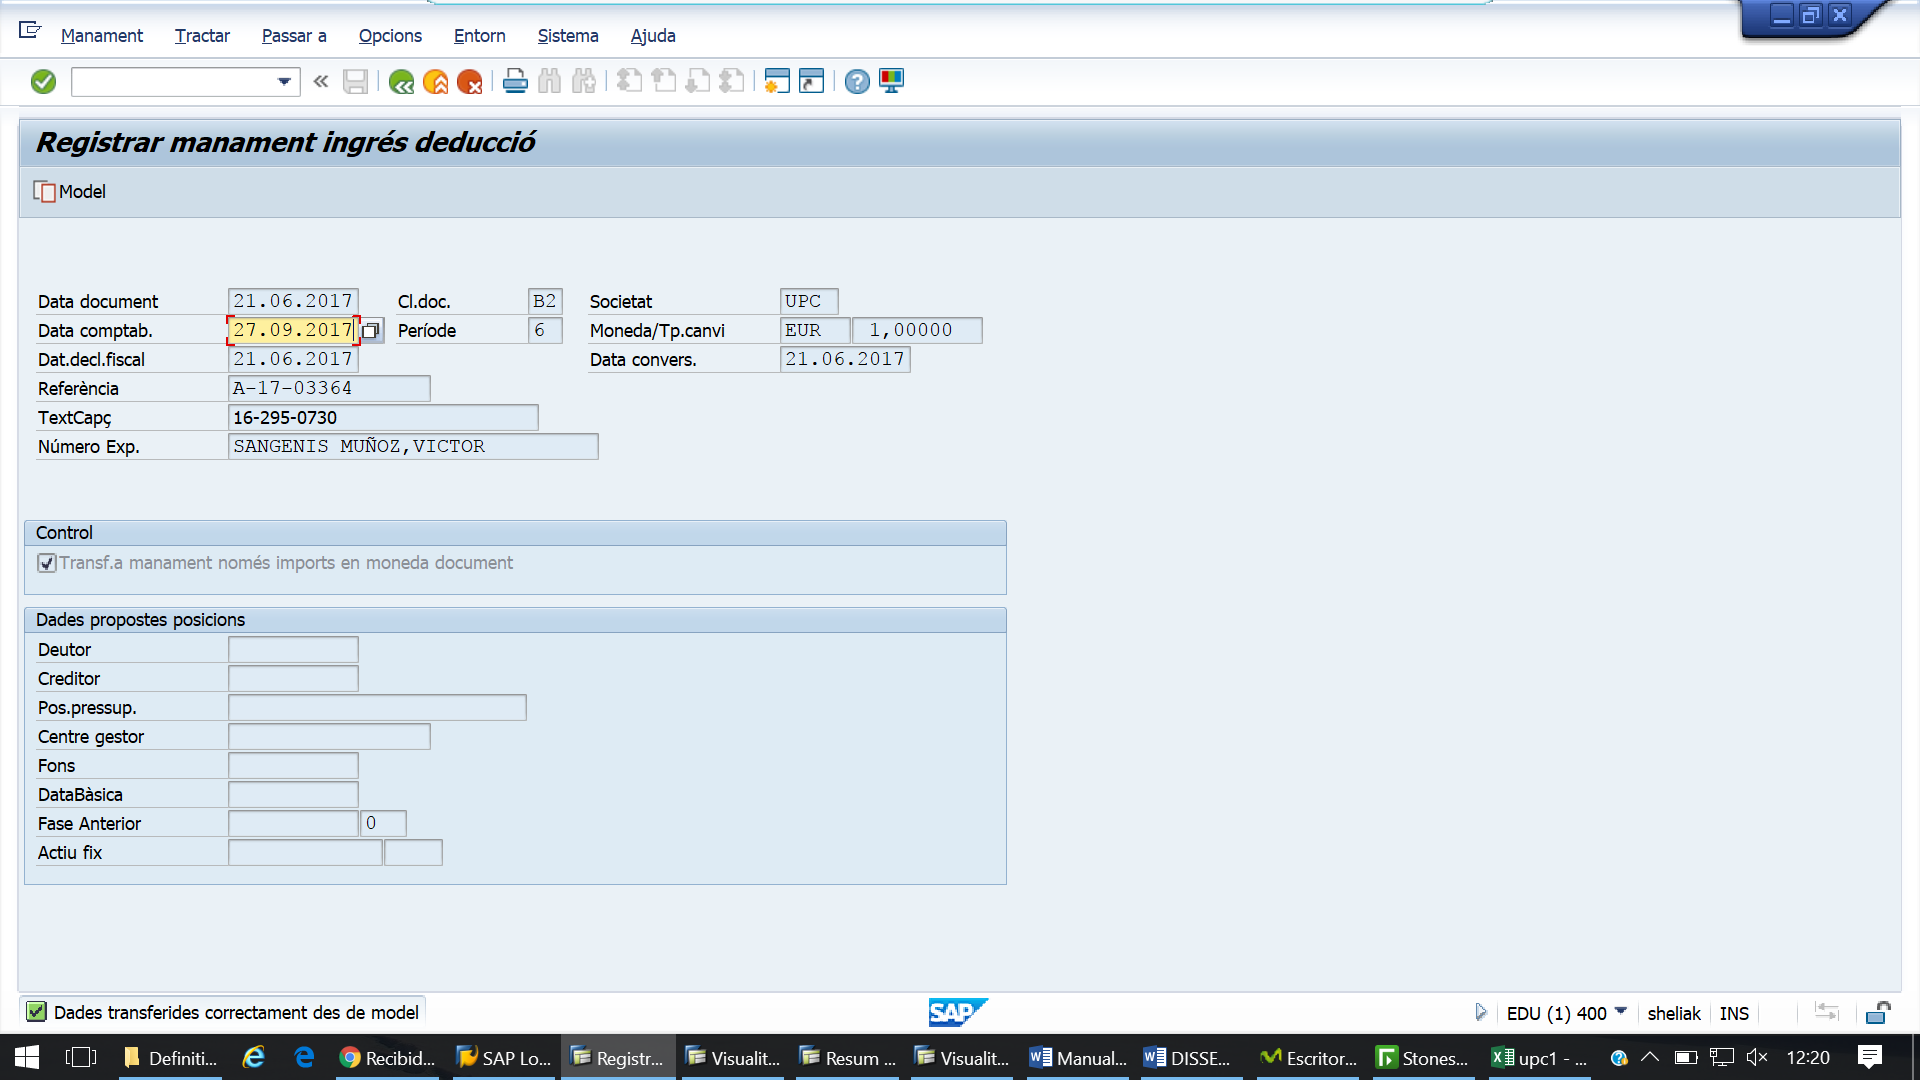 Manament Tractar Passar a Opcions Entorn Sistema Ajuda
Registrar manament ingrés deducció
Model
Data document 21.06.2017 Cl.doc. B2 Societat UPC
Data comptab. 27.09.2017 Període 6 Moneda/Tp.canvi EUR 1,00000
Dat.decl.fiscal 21.06.2017 Data convers. 21.06.2017
Referència A-17-03364
TextCapç 16-295-0730
Número Exp. SANGENIS MUÑOZ,VICTOR
Control
Transf.a manament només imports en moneda document
Dades propostes posicions
Deutor
Creditor
Pos.pressup.
Centre gestor
Fons
DataBàsica
Fase Anterior 0
Actiu fix
Dades transferides correctament des de model SAP EDU (1) 400 sheliak INS
Definiti... Recibid... SAP Lo... Registr... Visualit... Resum ... Visualit... Manual... DISSE... Escritor... Stones... upc1 - ... 12:20